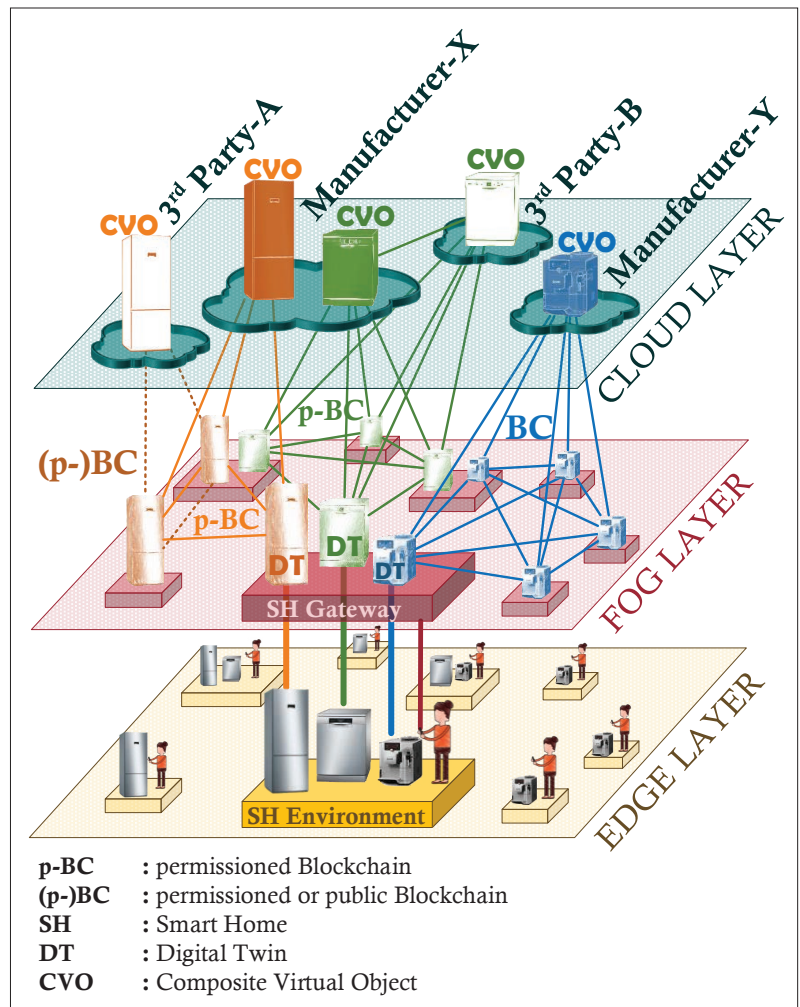 3rd Party-A
Manufacturer-X
3rd Party-B
Manufacturer-Y
CVO
CVO
CVO
CVO
CVO
CLOUD LAYER
p-BC
BC
(p-)BC
p-BC
DT
DT
DT
SH Gateway
FOG LAYER
SH Environment
EDGE LAYER
p-BC : permissioned Blockchain
(p-)BC : permissioned or public Blockchain
SH : Smart Home
DT : Digital Twin
CVO : Composite Virtual Object